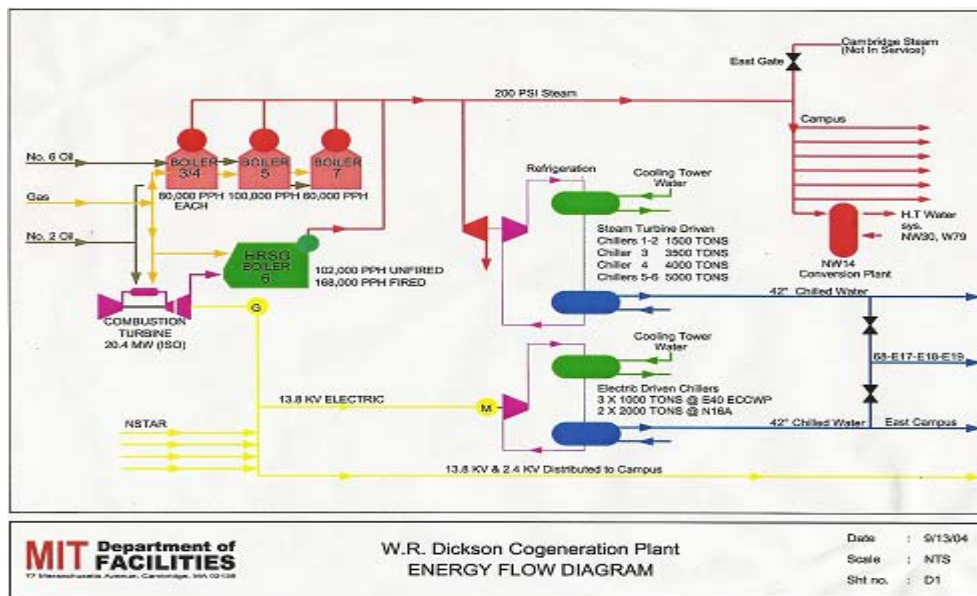 Cambridge Steam
(Not In Service)
East Gate
200 PSI Steam
Campus
No. 6 Oil
BOILER
3/4
BOILER
5
BOILER
7
Refrigeration
Cooling Tower
Water
80,000 PPH
EACH
100,000 PPH
60,000 PPH
Gas
Steam Turbine Driven
Chillers 1-2 1500 TONS
Chiller 3 3500 TONS
Chiller 4 4000 TONS
Chillers 5-6 5000 TONS
H.T Water
sys.
NW30, W79
No. 2 Oil
HRSG
BOILER
6
102,000 PPH UNFIRED
168,000 PPH FIRED
NW14
Conversion Plant
42° Chilled Water
G
COMBUSTION
TURBINE
20.4 MW (ISO)
Cooling Tower
Water
68-E17-E18-E19
13.8 KV ELECTRIC
M
Electric Driven Chillers
3 X 1000 TONS @ E40 ECCWP
2 X 2000 TONS @ N16A
NSTAR
42° Chilled Water
East Campus
13.8 KV & 2.4 KV Distributed to Campus
MIT Department of
FACILITIES
77 Massachusetts Avenue, Cambridge, MA 02139
W.R. Dickson Cogeneration Plant
ENERGY FLOW DIAGRAM
Date : 9/13/04
Scale : NTS
Sht no. : D1